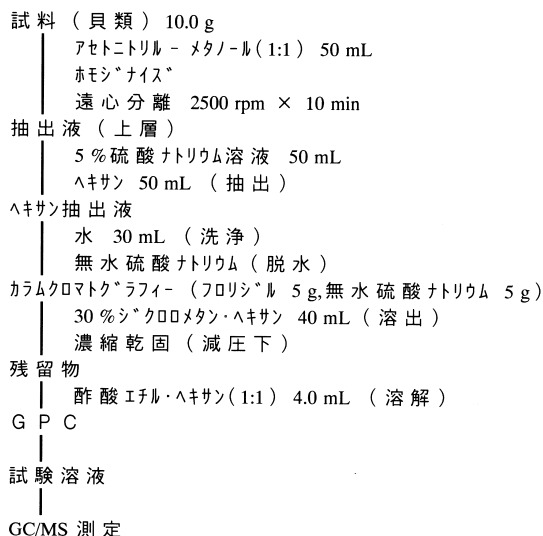 試料（貝類）10.0 g
ｱｾﾄﾆﾄﾘﾙ - ﾒﾀﾉｰﾙ(1:1) 50 mL
ﾎﾓｼﾞﾅｲｽﾞ
遠心分離 2500 rpm × 10 min
抽出液（上層）
5 %硫酸ﾅﾄﾘｳﾑ溶液 50 mL
ﾍｷｻﾝ 50 mL （抽出）
ﾍｷｻﾝ抽出液
水 30 mL （洗浄）
無水硫酸ﾅﾄﾘｳﾑ（脱水）
ｶﾗﾑｸﾛﾏﾄｸﾞﾗﾌｨｰ（ﾌﾛﾘｼﾞﾙ 5 g,無水硫酸ﾅﾄﾘｳﾑ 5 g）
30 %ｼﾞｸﾛﾛﾒﾀﾝ･ﾍｷｻﾝ 40 mL（溶出）
濃縮乾固（減圧下）
残留物
酢酸ｴﾁﾙ･ﾍｷｻﾝ(1:1) 4.0 mL （溶解）
ＧＰＣ
試験溶液
GC/MS 測定